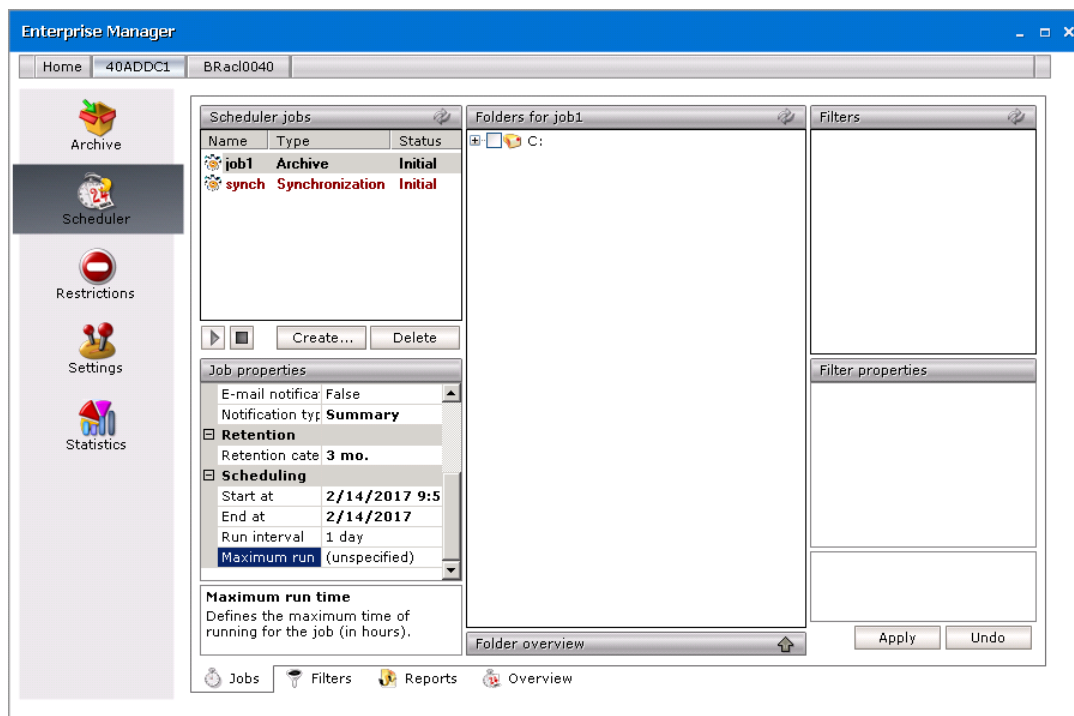 Enterprise Manager
Home 40ADDC1 BRacl0040
Archive
Scheduler
Restrictions
Settings
Statistics
Scheduler jobs
Name Type Status
job1 Archive Initial
synch Synchronization Initial
Create... Delete
Job properties
E-mail notifica False
Notification typ Summary
Retention
Retention cate 3 mo.
Scheduling
Start at 2/14/2017 9:5
End at 2/14/2017
Run interval 1 day
Maximum run (unspecified)
Maximum run time
Defines the maximum time of
running for the job (in hours).
Folders for job1
C:
Folder overview
Filters
Filter properties
Apply Undo
Jobs Filters Reports Overview